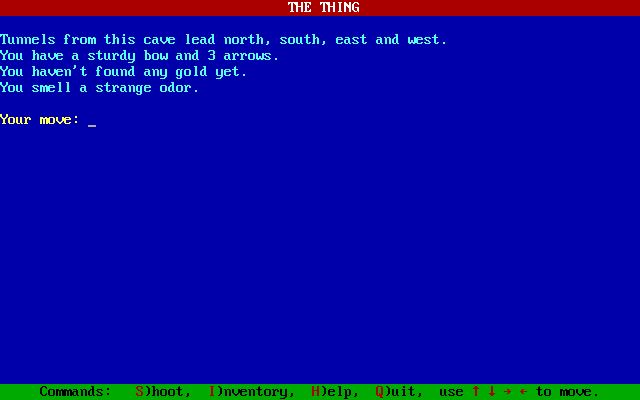 THE THING
Tunnels from this cave lead north, south, east and west.
You have a sturdy bow and 3 arrows.
You haven't found any gold yet.
You smell a strange odor.
Your move: _
Commands: S)hoot, I)nventory, H)elp, Q)uit, use ↑ ↓ → ← to move.